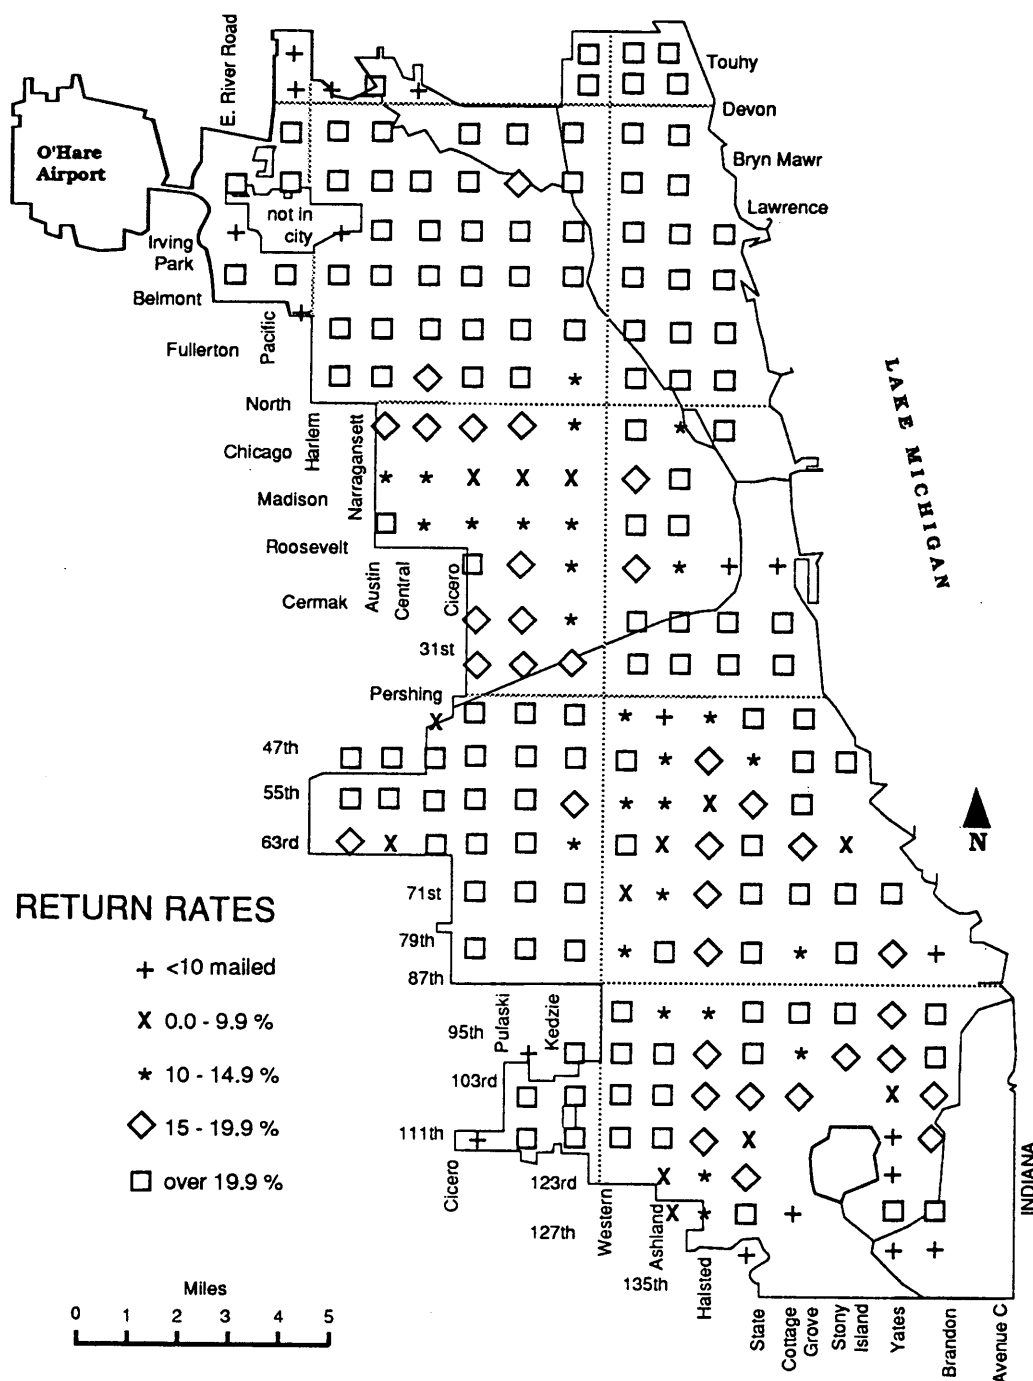 E. River Road
Touhy
Devon
O'Hare
Airport
Bryn Mawr
Lawrence
not in
city
Irving
Park
Belmont
Pacific
Fullerton
North
Harlem
Narragansett
Chicago
Madison
Roosevelt
Austin
Central
Cicero
Cermak
31st
Pershing
LAKE MICHIGAN
47th
55th
63rd
N
71st
79th
87th
RETURN RATES
+ <10 mailed
X 0.0 - 9.9 %
* 10 - 14.9 %
15 - 19.9 %
over 19.9 %
Pulaski
Kedzie
95th
103rd
111th
Cicero
123rd
127th
Western
Ashland
Halsted
135th
INDIANA
State
Cottage
Grove
Stony
Island
Yates
Brandon
Avenue C
Miles
0 1 2 3 4 5